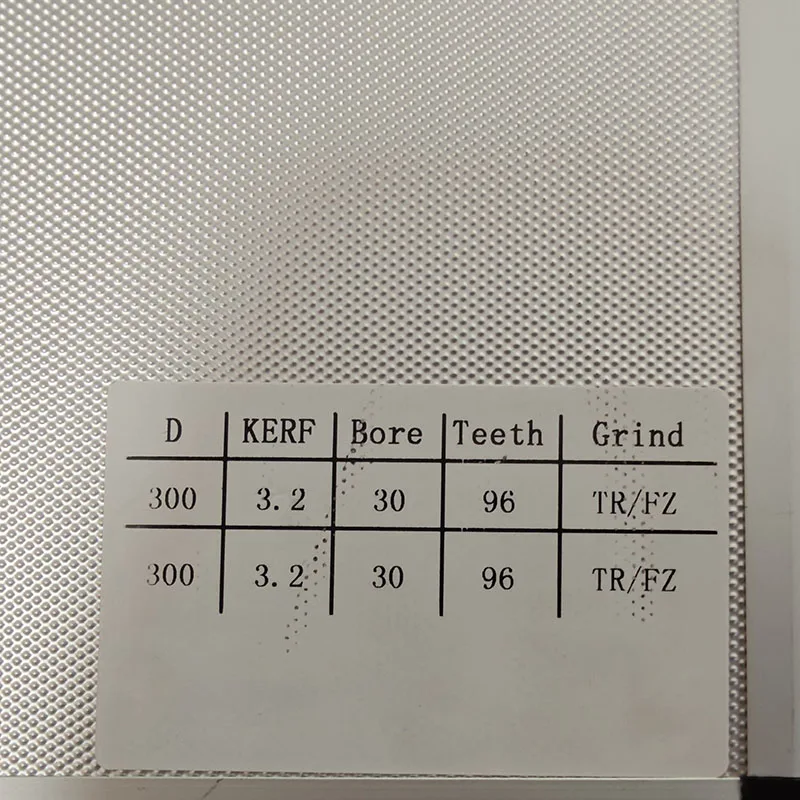 D KERF Bore Teeth Grind
300 3.2 30 96 TR/FZ
300 3.2 30 96 TR/FZ